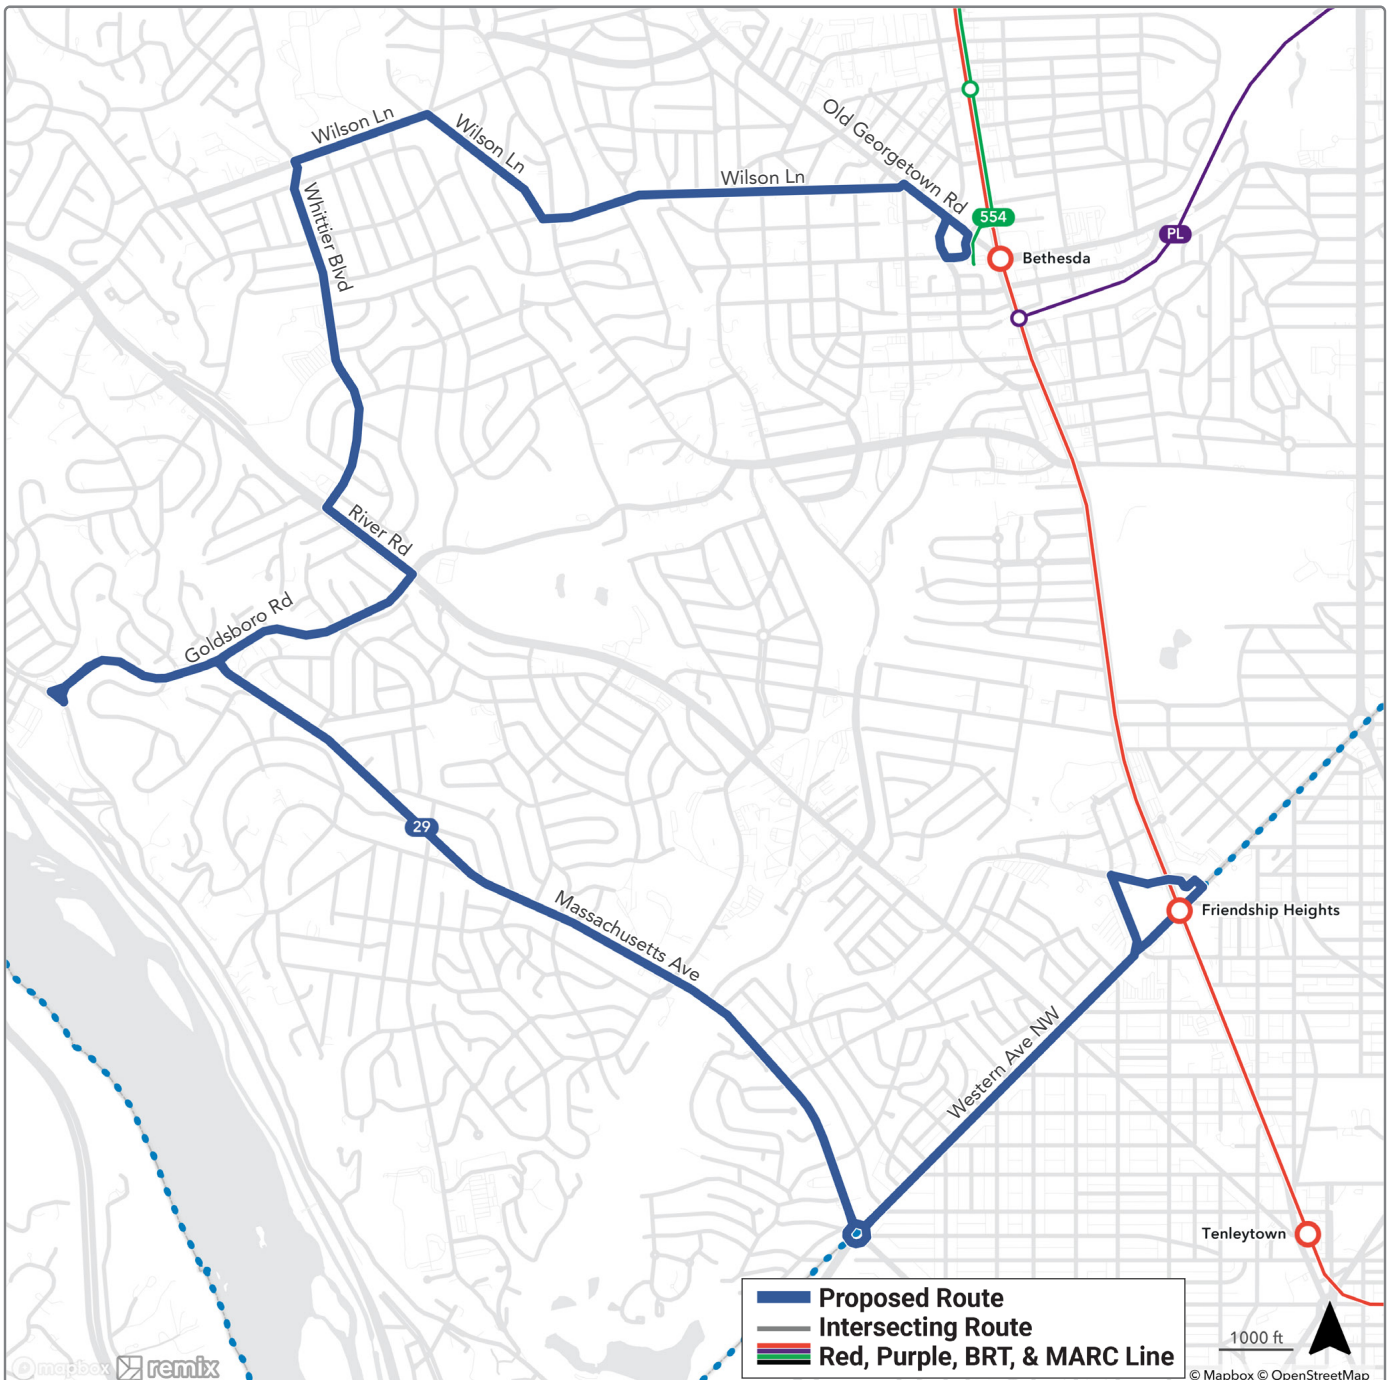 Old Georgetown Rd
Wilson Ln
Wilson Ln
Wilson Ln
Whittier Blvd
554
PL
Bethesda
River Rd
Goldsboro Rd
29
Massachusetts Ave
Friendship Heights
Western Ave NW
Tenleytown
Proposed Route
Intersecting Route
Red, Purple, BRT, & MARC Line
1000 ft
mapbox remix
© Mapbox © OpenStreetMap